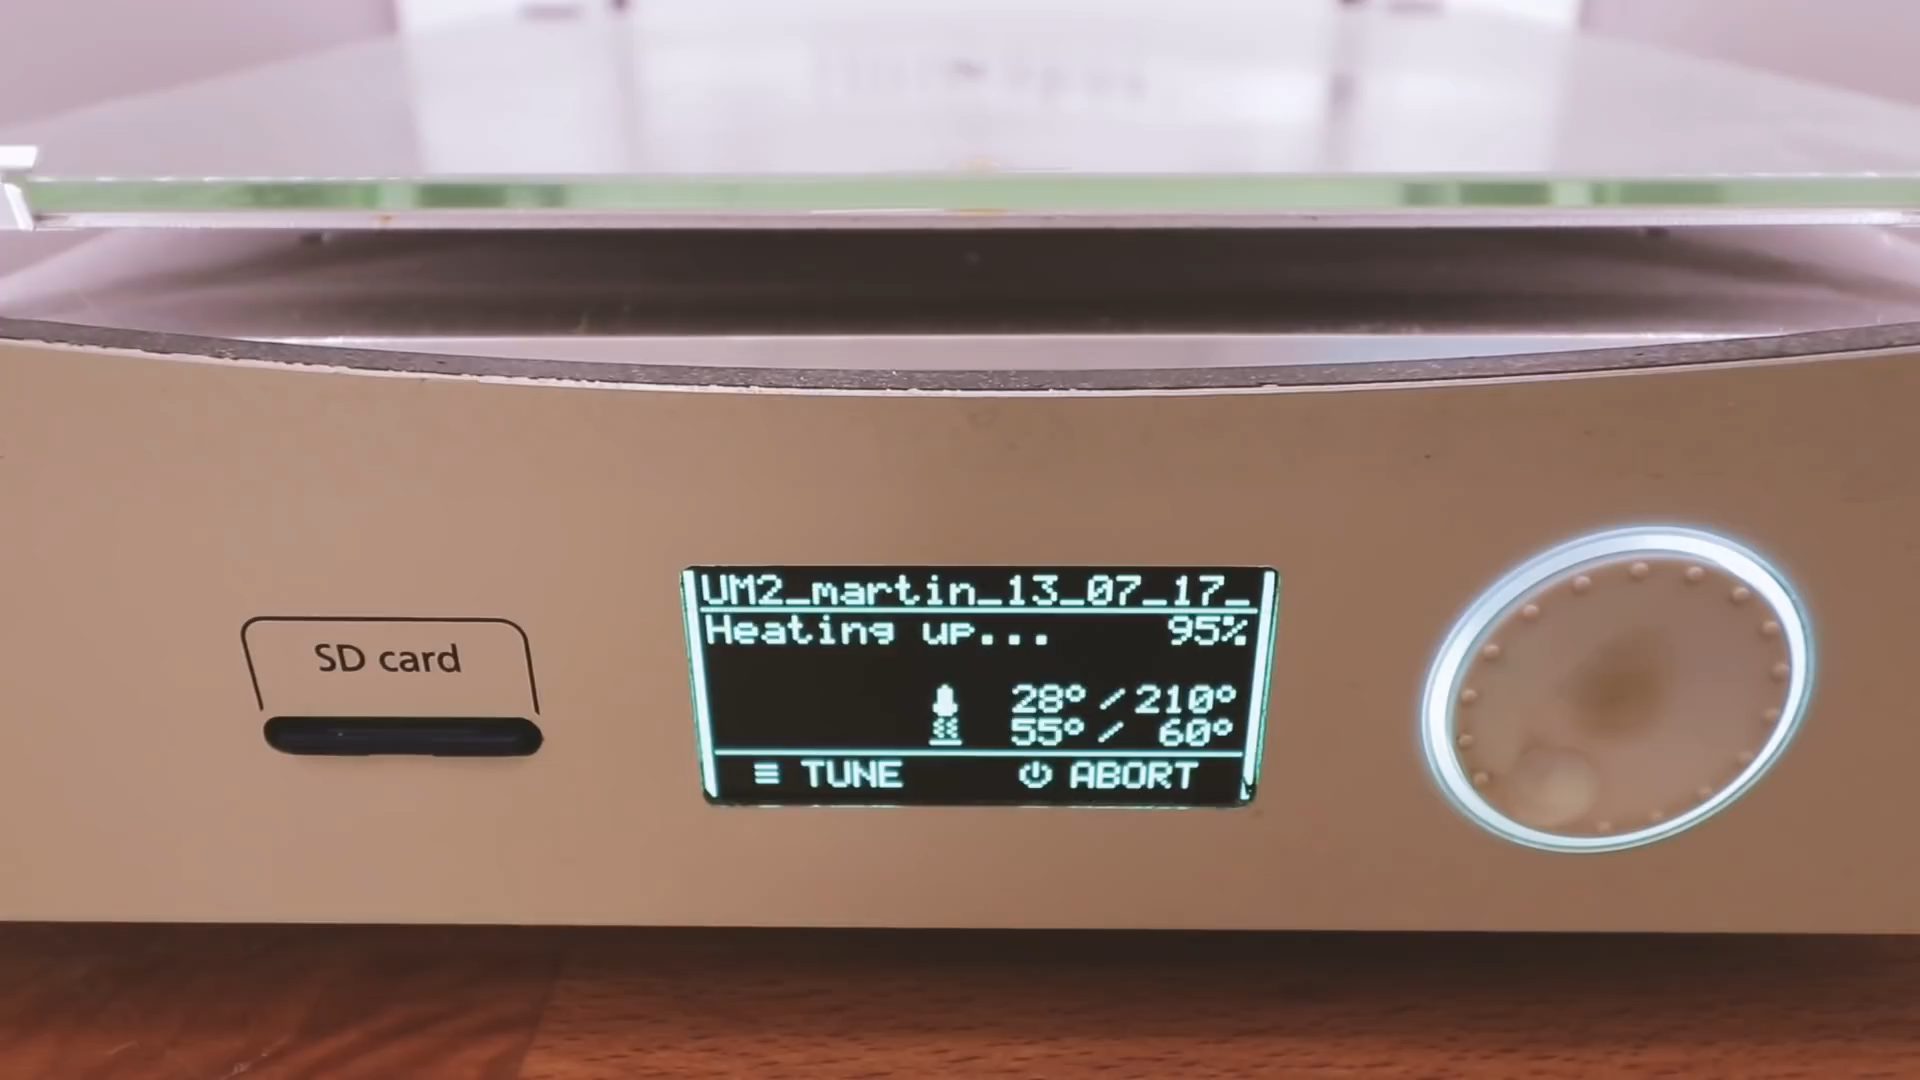 SD card
UM2_martin_13_07_17_
Heating up... 95%
28°/210°
55°/ 60°
TUNE ABORT